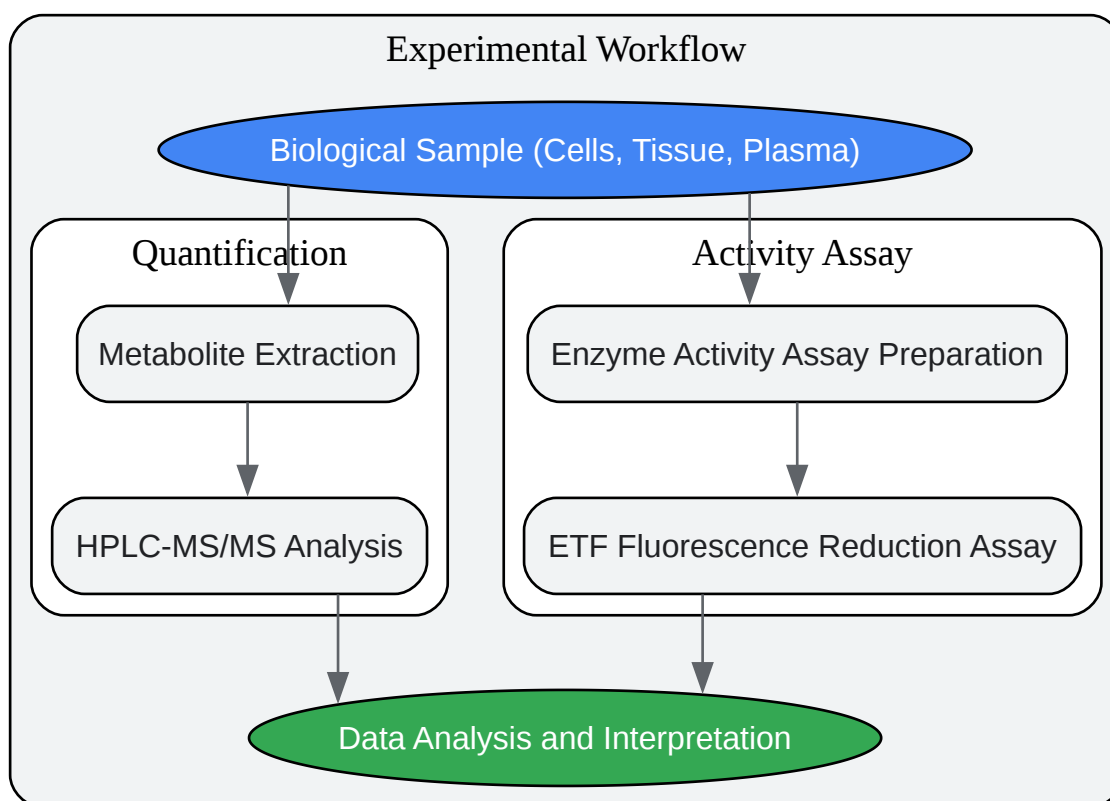 Experimental Workflow
Biological Sample (Cells, Tissue, Plasma)
Quantification
Metabolite Extraction
HPLC-MS/MS Analysis
Activity Assay
Enzyme Activity Assay Preparation
ETF Fluorescence Reduction Assay
Data Analysis and Interpretation